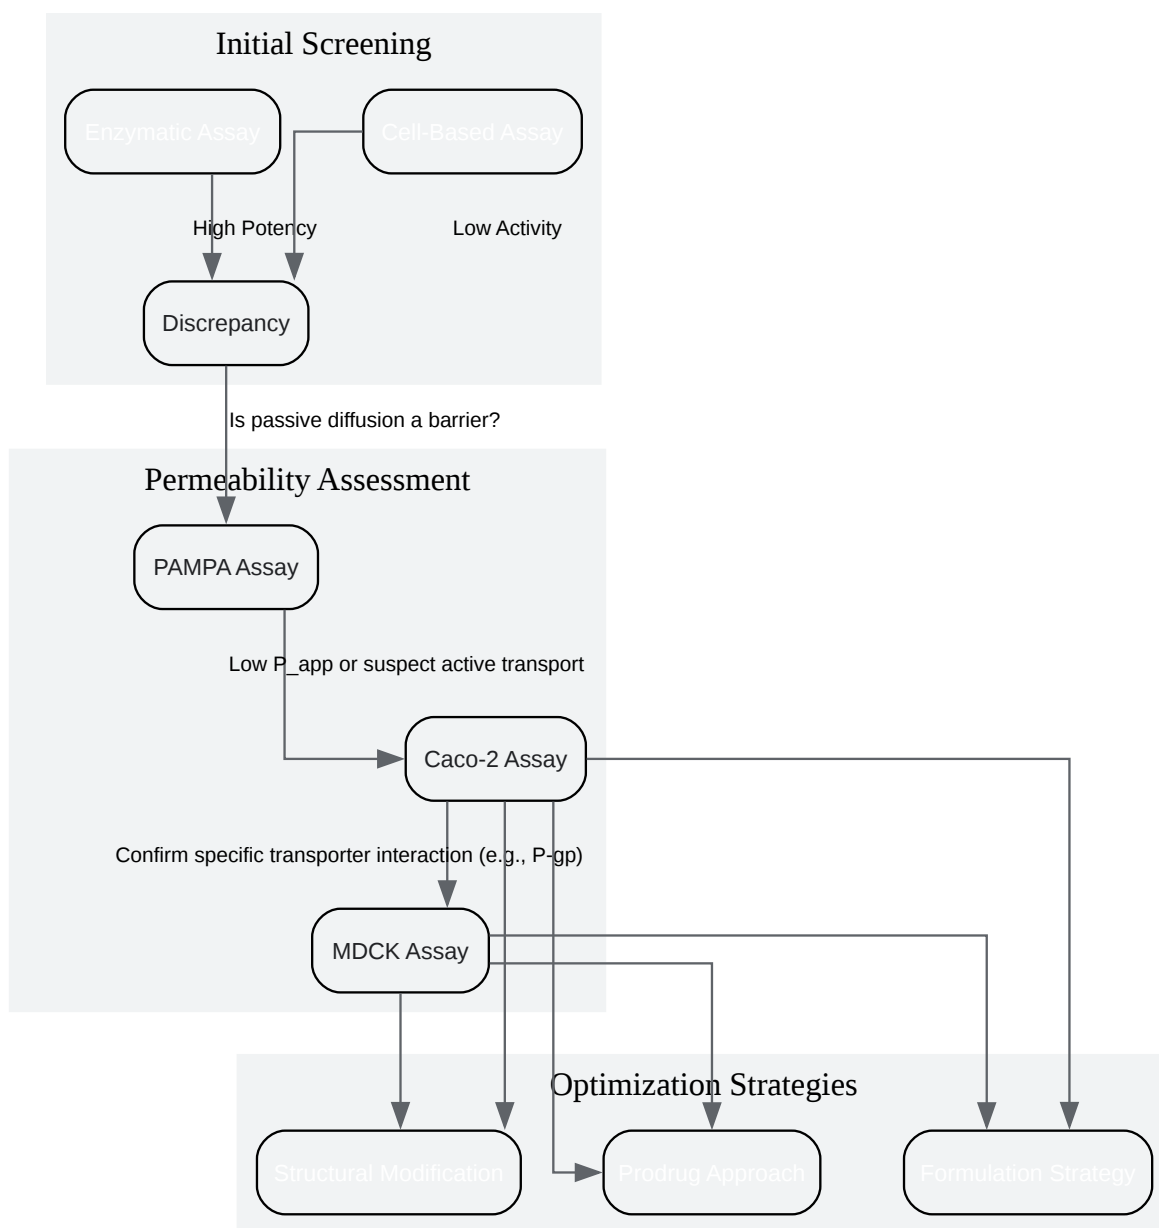 Initial Screening
Enzymatic Assay
Cell-Based Assay
High Potency
Low Activity
Discrepancy
Is passive diffusion a barrier?
Permeability Assessment
PAMPA Assay
Low P_app or suspect active transport
Caco-2 Assay
Confirm specific transporter interaction (e.g., P-gp)
MDCK Assay
Optimization Strategies
Structural Modification
Prodrug Approach
Formulation Strategy